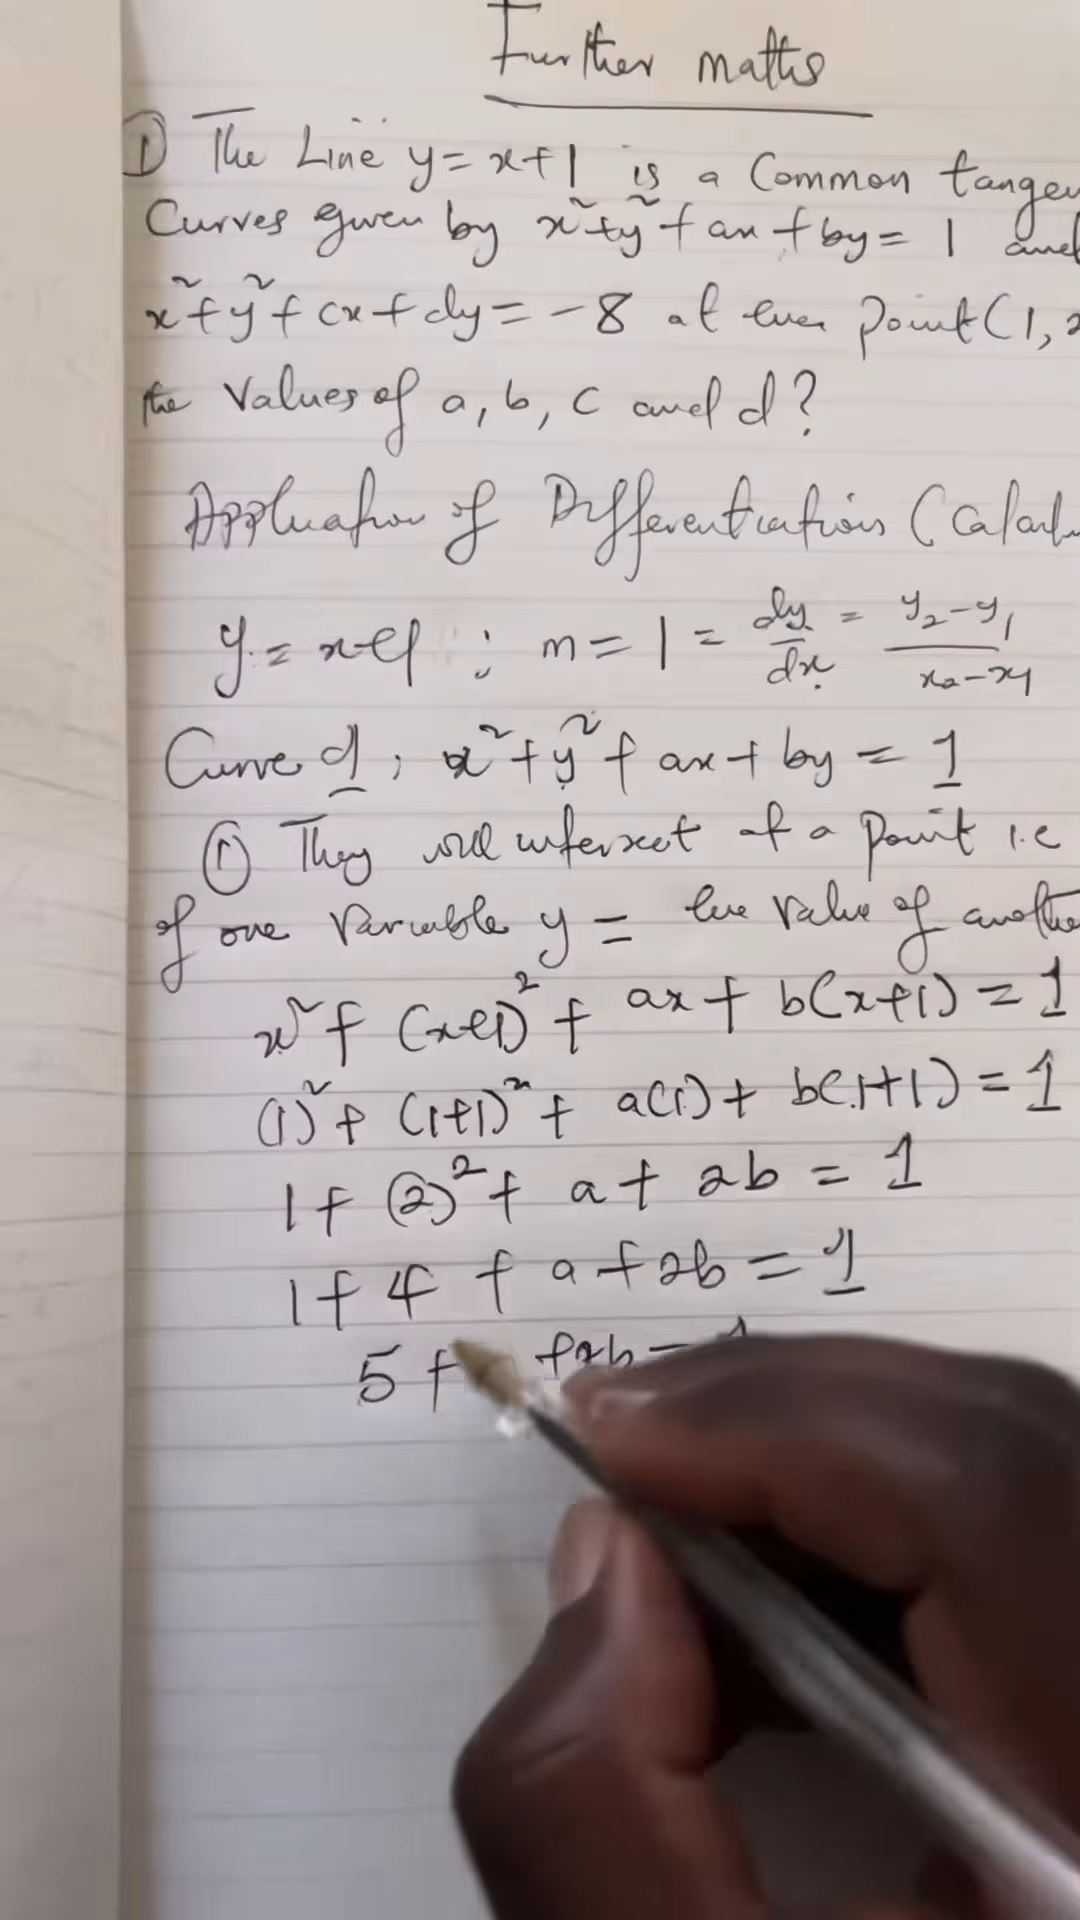 Further maths
① The Line y = x+1 is a Common tangen
Curves given by x²+y²+ax+by = 1 and
x²+y²+cx+dy = -8 at the point (1, 2
the values of a, b, c and d?
Application of Differentiation (Calcul
y = x+1 ; m = 1 = dy/dx = y₂-y₁/x₂-x₁
Curve 1; x²+y²+ax+by = 1
① They will intersect at a point i.e
of one variable y = the value of anothe
x² + (x+1)² + ax + b(x+1) = 1
(1)² + (1+1)² + a(1) + b(1+1) = 1
1 + (2)² + a + 2b = 1
1 + 4 + a + 2b = 1
5 + +2b = 1